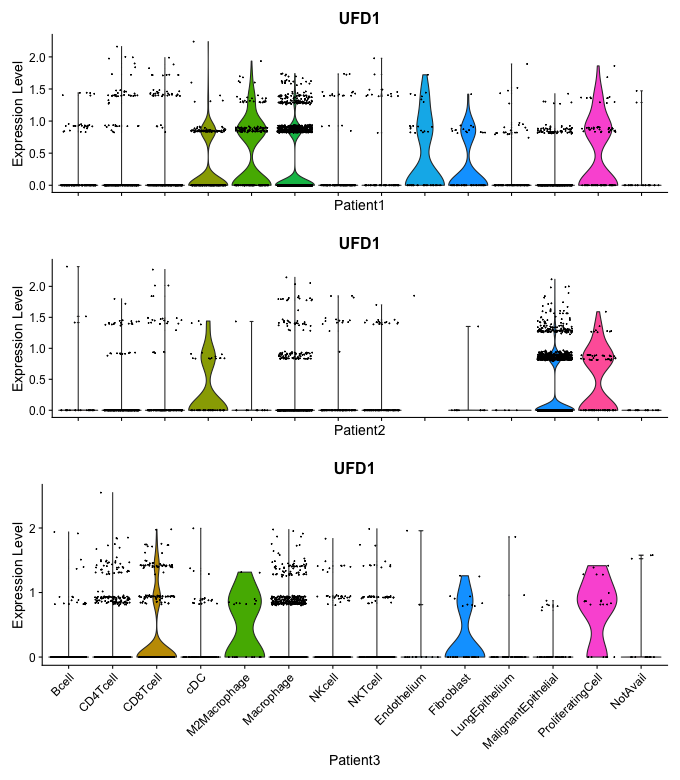 UFD1
Expression Level
2.0
1.5
1.0
0.5
0.0
Patient1
UFD1
Expression Level
2.0
1.5
1.0
0.5
0.0
Patient2
UFD1
Expression Level
2
1
0
Bcell
CD4Tcell
CD8Tcell
cDC
M2Macrophage
Macrophage
NKcell
NKTcell
Endothelium
Fibroblast
LungEpithelium
MalignantEpithelial
ProliferatingCell
NotAvail
Patient3